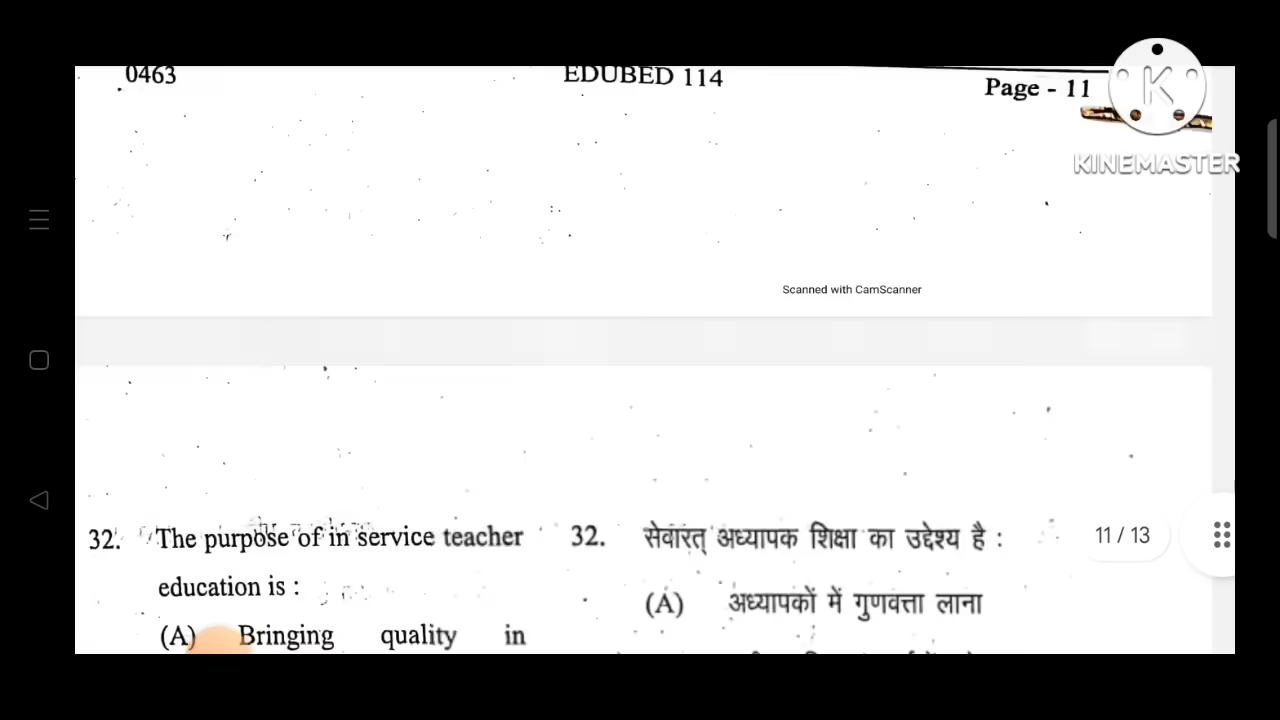 0463 EDUBED 114 Page - 11
KINEMASTER
Scanned with CamScanner
32. The purpose of in service teacher
education is :
(A) Bringing quality in
32. सेवारत् अध्यापक शिक्षा का उद्देश्य है :
(A) अध्यापकों में गुणवत्ता लाना
11 / 13